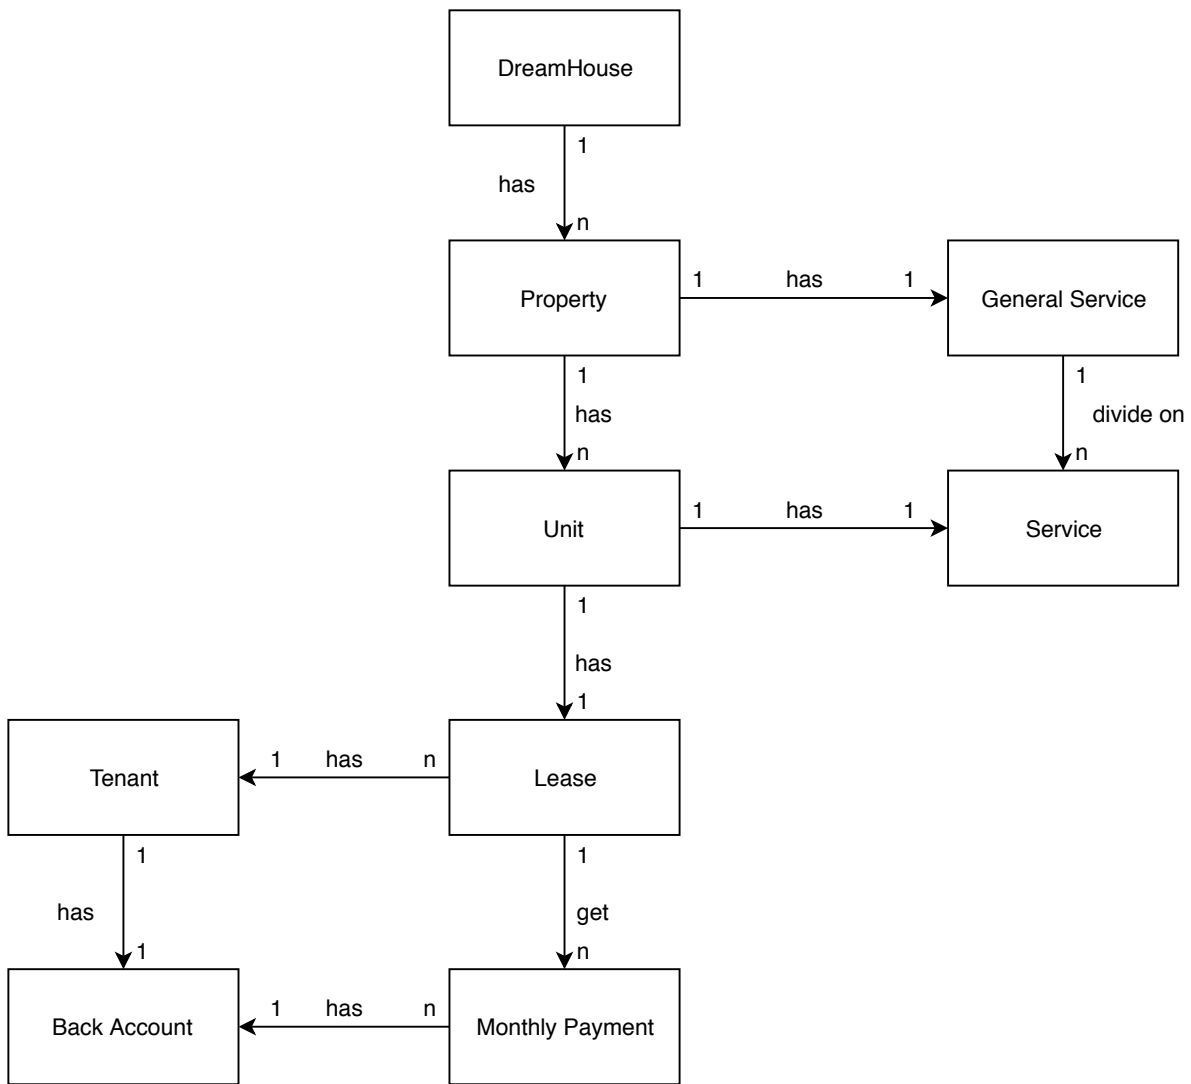 DreamHouse
1
has
n
Property
1 has 1
General Service
1
has
n
1
divide on
n
Unit
1 has 1
Service
1
has
1
Tenant
1 has n
Lease
1
has
1
1
get
n
Back Account
1 has n
Monthly Payment